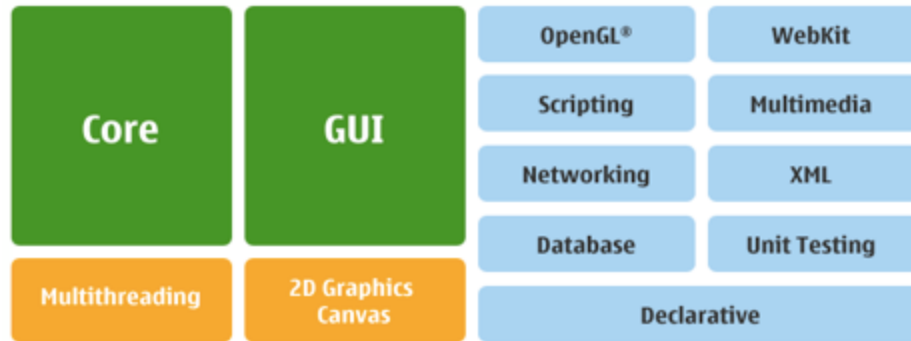 Core
GUI
OpenGL®
WebKit
Scripting
Multimedia
Networking
XML
Database
Unit Testing
Multithreading
2D Graphics
Canvas
Declarative